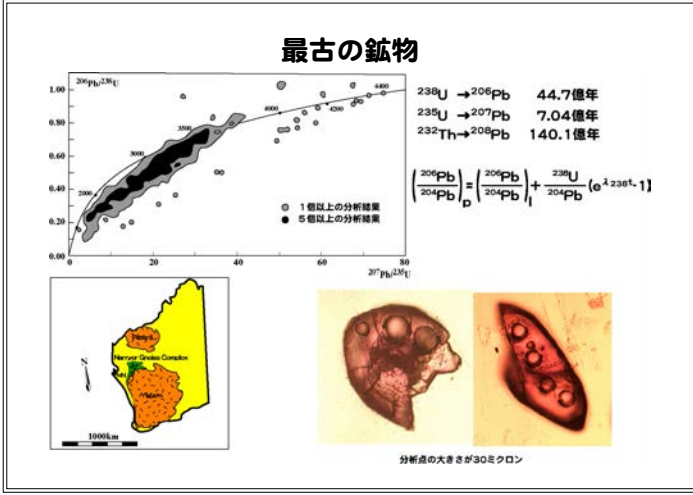 最古の鉱物
²⁰⁶Pb/²³⁸U
1.00
0.80
0.60
0.40
0.20
0.00
0
20
40
60
80
²⁰⁷Pb/²³⁵U
2000
3000
3500
4000
4200
4400
1個以上の分析結果
5個以上の分析結果
²³⁸U →²⁰⁶Pb 44.7億年
²³⁵U →²⁰⁷Pb 7.04億年
²³²Th→²⁰⁸Pb 140.1億年
(²⁰⁶Pb/²⁰⁴Pb)p=(²⁰⁶Pb/²⁰⁴Pb)I+²³⁸U/²⁰⁴Pb(e^λ238t-1)
Narryer Gneiss Complex
1000km
分析点の大きさが30ミクロン